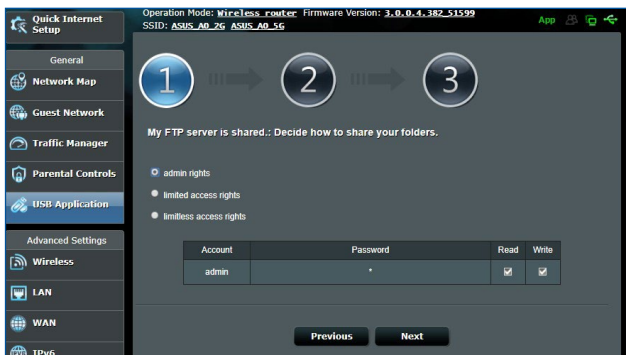 Quick Internet
Setup
General
Network Map
Guest Network
Traffic Manager
Parental Controls
USB Application
Advanced Settings
Wireless
LAN
WAN
IPv6
Operation Mode: Wireless router Firmware Version: 3.0.0.4.382_51599
SSID: ASUS_A0_2G ASUS_A0_5G
App
1
2
3
My FTP server is shared.: Decide how to share your folders.
admin rights
limited access rights
limitless access rights
Account Password Read Write
admin *
Previous Next